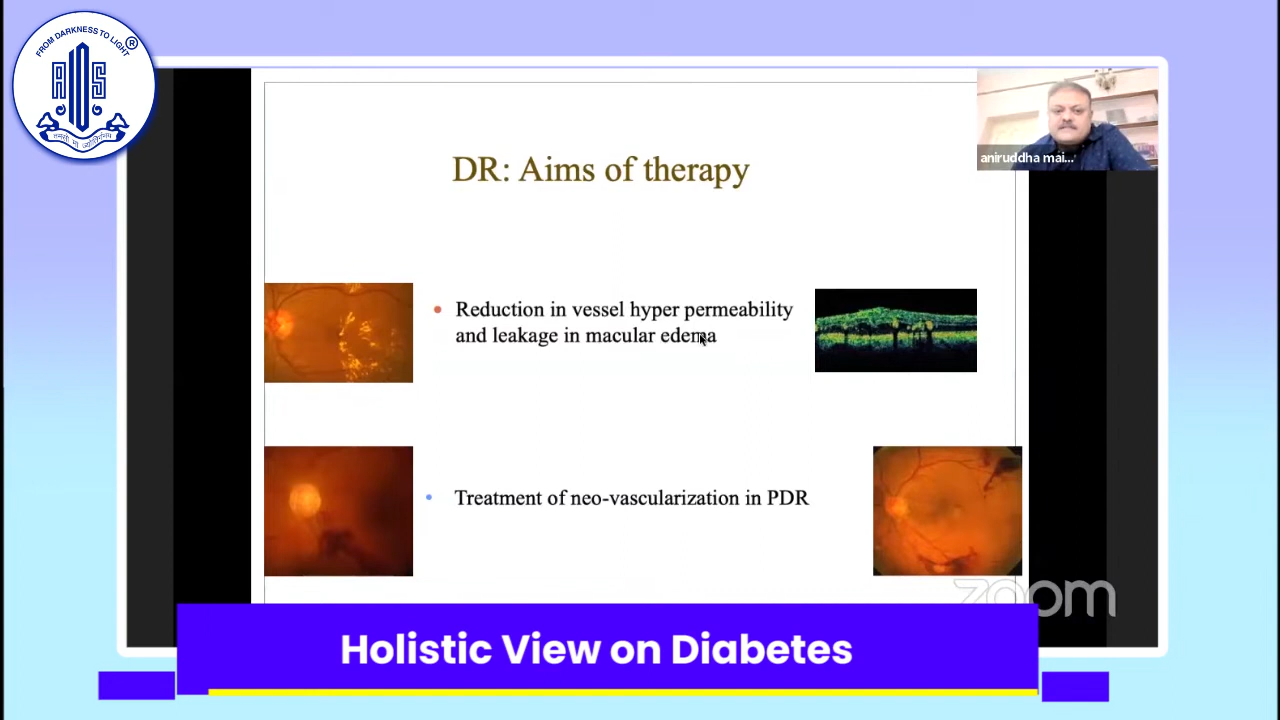 FROM DARKNESS TO LIGHT
®
AIOS
aniruddha mai...
DR: Aims of therapy
• Reduction in vessel hyper permeability
and leakage in macular edema
• Treatment of neo-vascularization in PDR
zoom
Holistic View on Diabetes